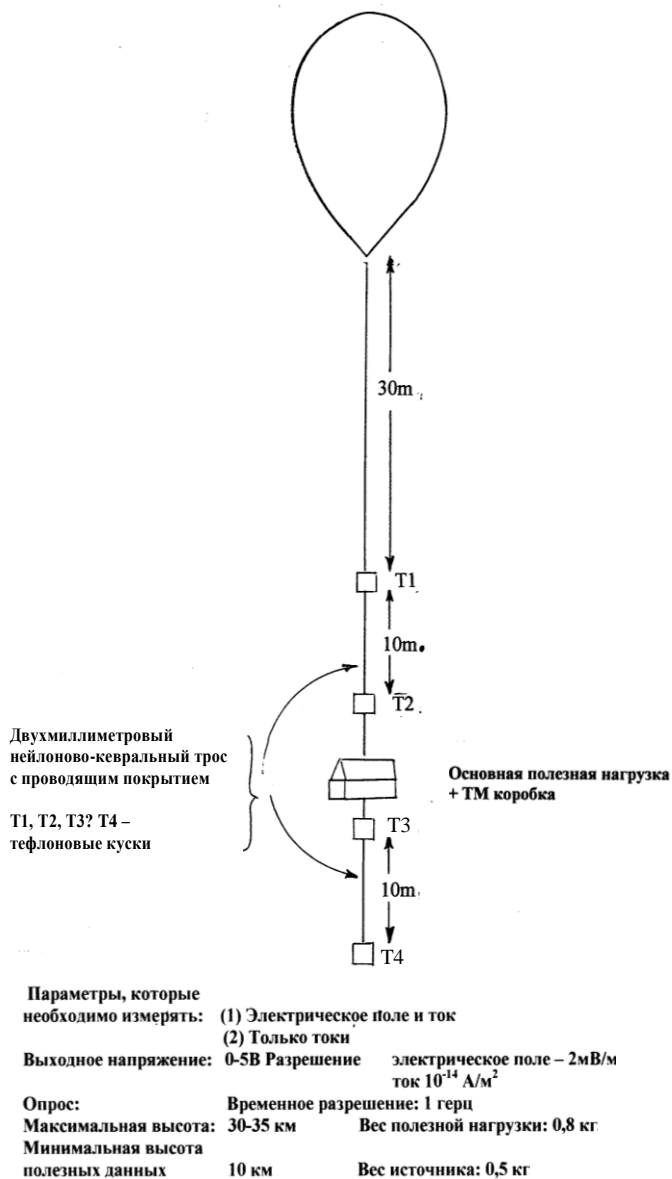 30m
T1
10m.
T2
Двухмиллиметровый
нейлоново-кевральный трос
с проводящим покрытием
Основная полезная нагрузка
+ ТМ коробка
T1, T2, T3? T4 –
тефлоновые куски
T3
10m
T4
Параметры, которые
необходимо измерять: (1) Электрическое поле и ток
(2) Только токи
Выходное напряжение: 0-5В Разрешение электрическое поле – 2мВ/м
ток 10⁻¹⁴ А/м²
Опрос: Временное разрешение: 1 герц
Максимальная высота: 30-35 км Вес полезной нагрузки: 0,8 кг
Минимальная высота
полезных данных 10 км Вес источника: 0,5 кг